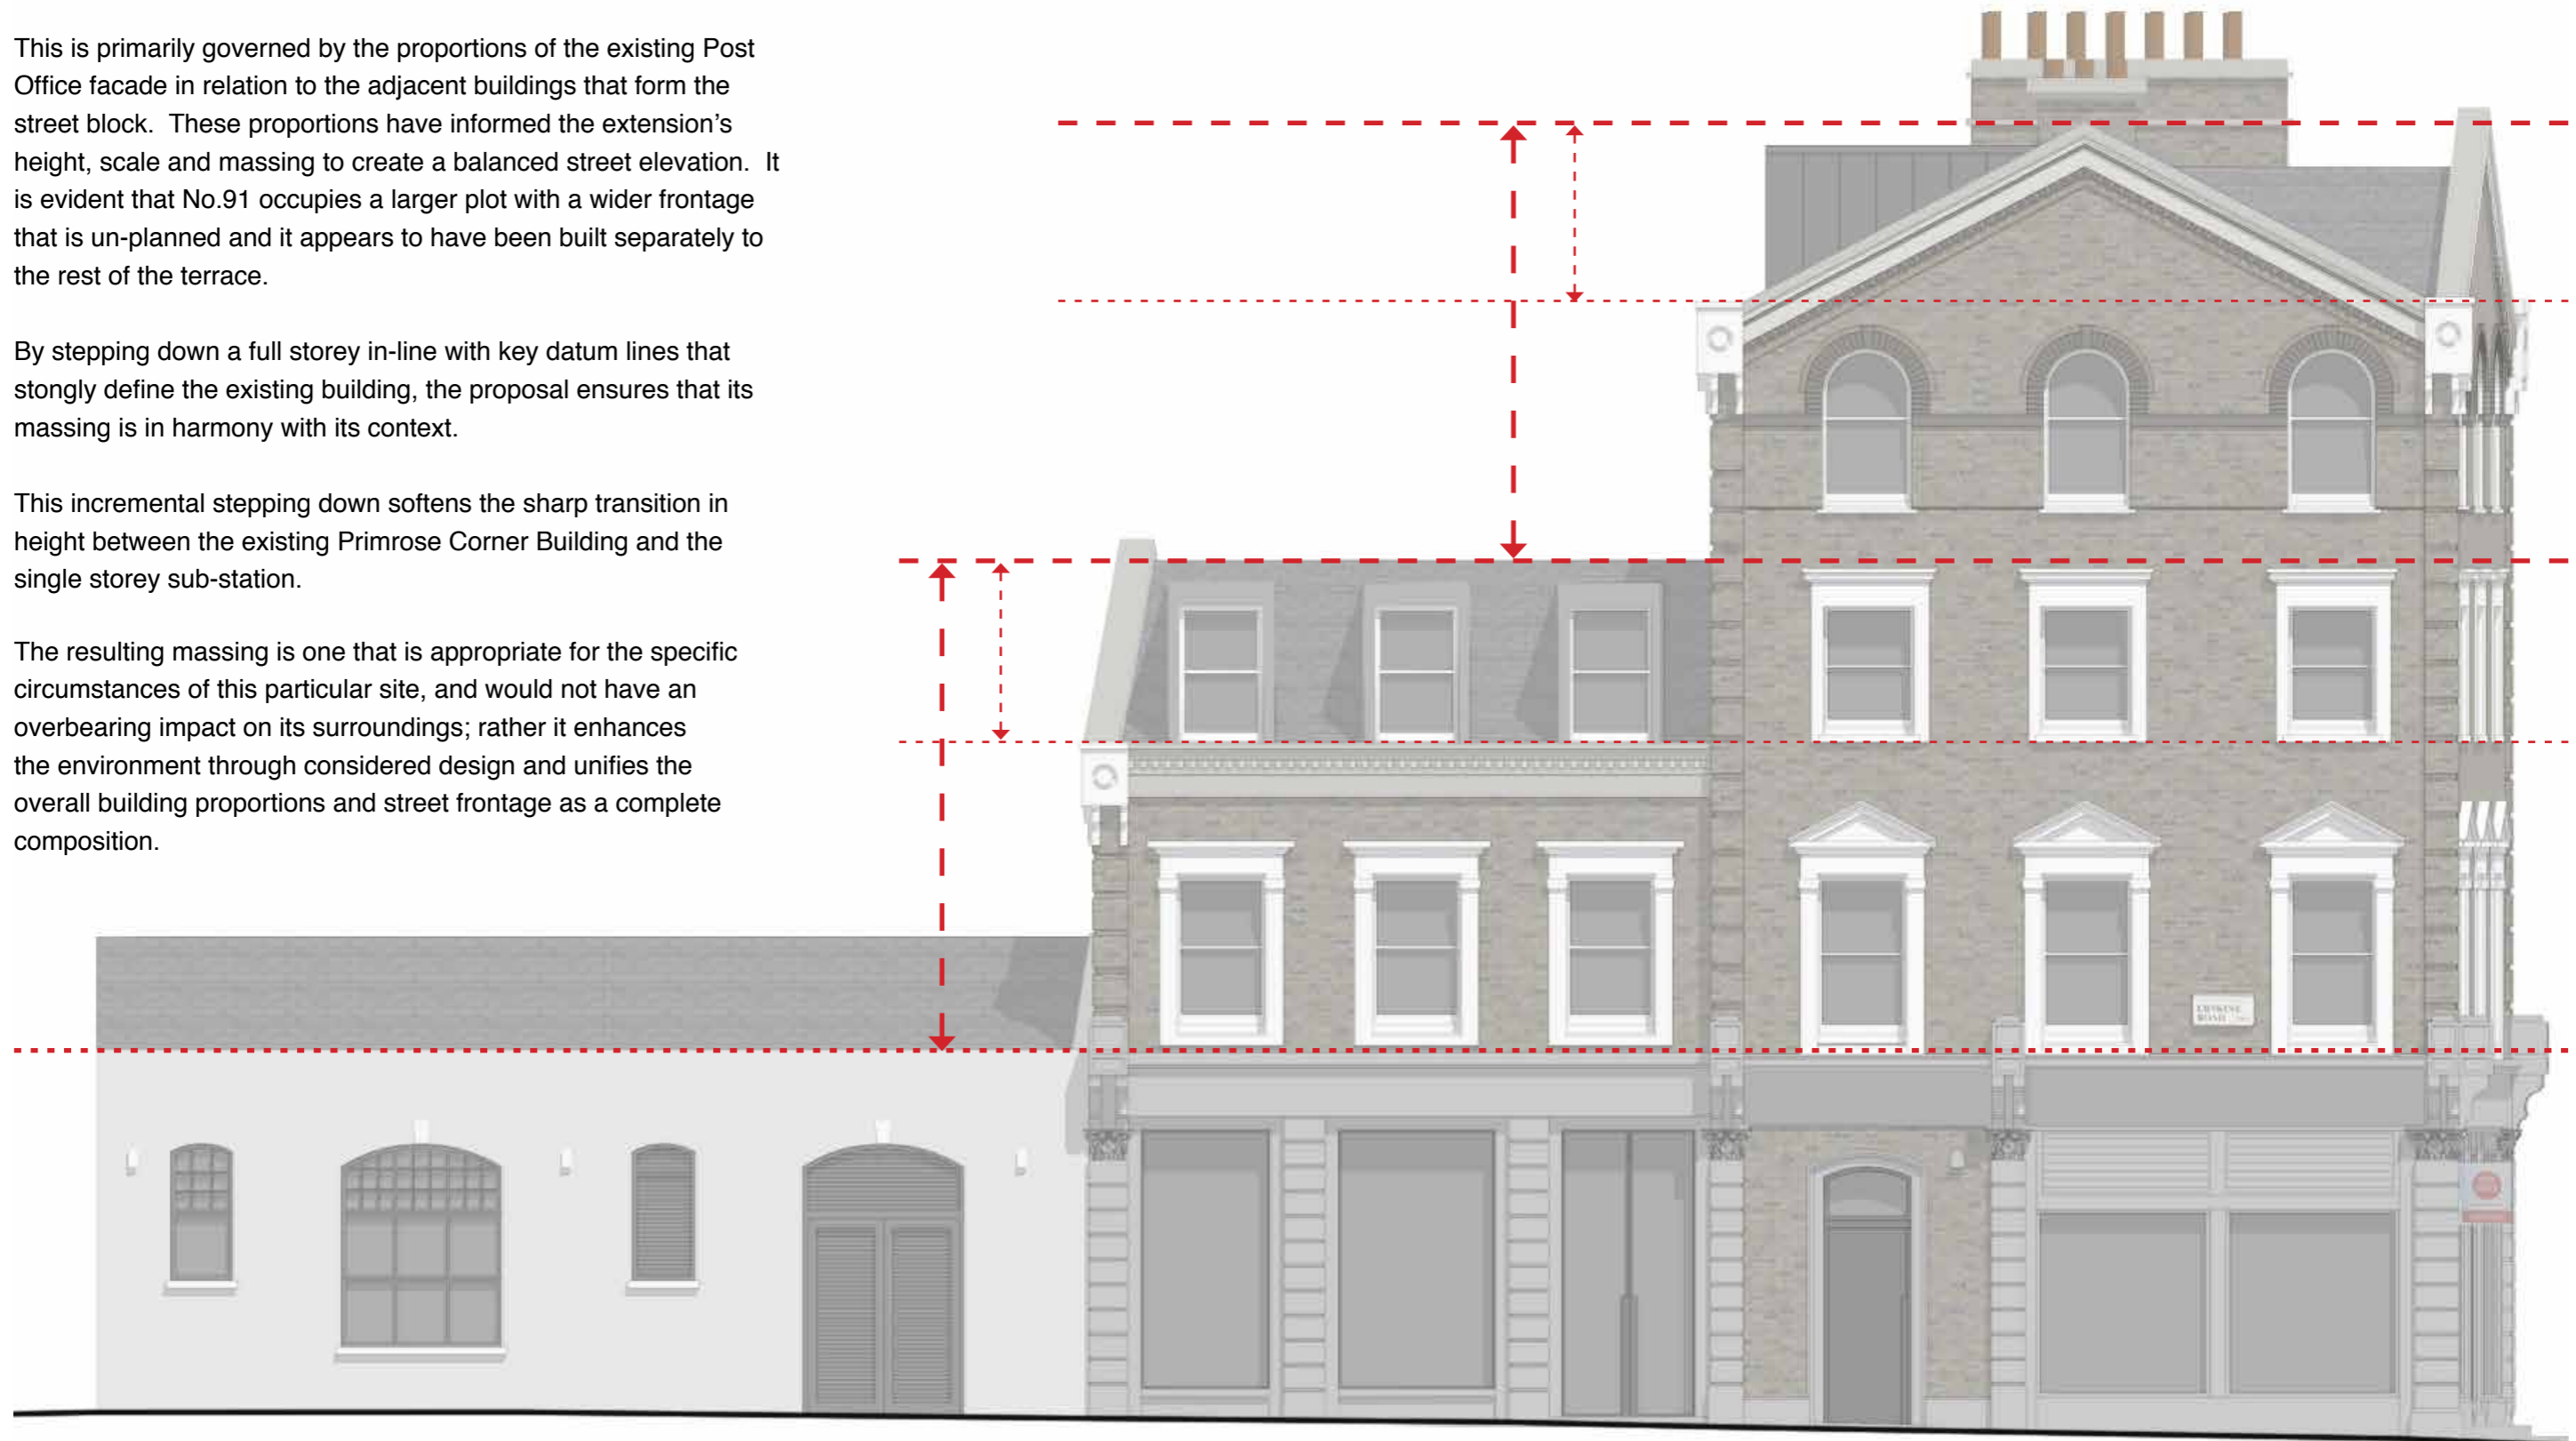 This is primarily governed by the proportions of the existing Post
Office facade in relation to the adjacent buildings that form the
street block.  These proportions have informed the extension’s
height, scale and massing to create a balanced street elevation.  It
is evident that No.91 occupies a larger plot with a wider frontage
that is un-planned and it appears to have been built separately to
the rest of the terrace.
By stepping down a full storey in-line with key datum lines that
stongly define the existing building, the proposal ensures that its
massing is in harmony with its context.
This incremental stepping down softens the sharp transition in
height between the existing Primrose Corner Building and the
single storey sub-station.
The resulting massing is one that is appropriate for the specific
circumstances of this particular site, and would not have an
overbearing impact on its surroundings; rather it enhances
the environment through considered design and unifies the
overall building proportions and street frontage as a complete
composition.
ERSKINE
ROAD